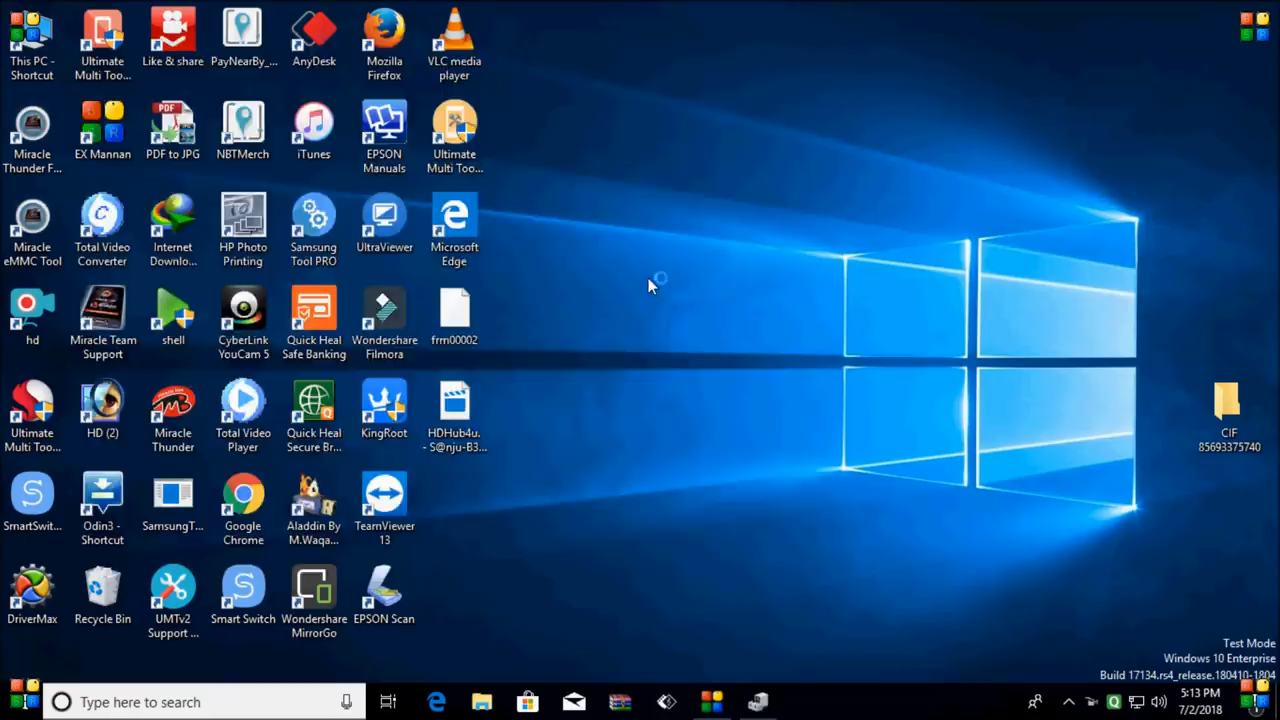 This PC -
Shortcut
Ultimate
Multi Too...
Like & share
PayNearBy_...
AnyDesk
Mozilla
Firefox
VLC media
player
Miracle
Thunder F...
EX Mannan
PDF
PDF to JPG
NBTMerch
iTunes
EPSON
Manuals
Ultimate
Multi Too...
Miracle
eMMC Tool
Total Video
Converter
Internet
Downlo...
HP Photo
Printing
Samsung
Tool PRO
UltraViewer
Microsoft
Edge
hd
Miracle Team
Support
shell
CyberLink
YouCam 5
Quick Heal
Safe Banking
Wondershare
Filmora
frm00002
Ultimate
Multi Too...
HD (2)
Miracle
Thunder
Total Video
Player
Quick Heal
Secure Br...
KingRoot
HDHub4u.
- S@nju-B3...
CIF
85693375740
SmartSwit...
Odin3 -
Shortcut
SamsungT...
Google
Chrome
Aladdin By
M.Waqa...
TeamViewer
13
DriverMax
Recycle Bin
UMTv2
Support ...
Smart Switch
Wondershare
MirrorGo
EPSON Scan
Test Mode
Windows 10 Enterprise
Build 17134.rs4_release.180410-1804
Type here to search
5:13 PM
7/2/2018